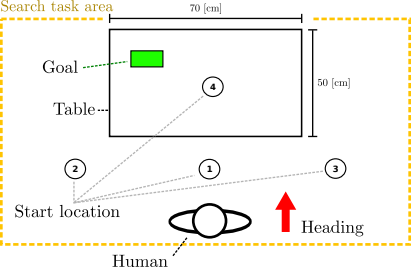 Search task area
70 [cm]
Goal
50 [cm]
4
Table
2
1
3
Start location
Heading
Human